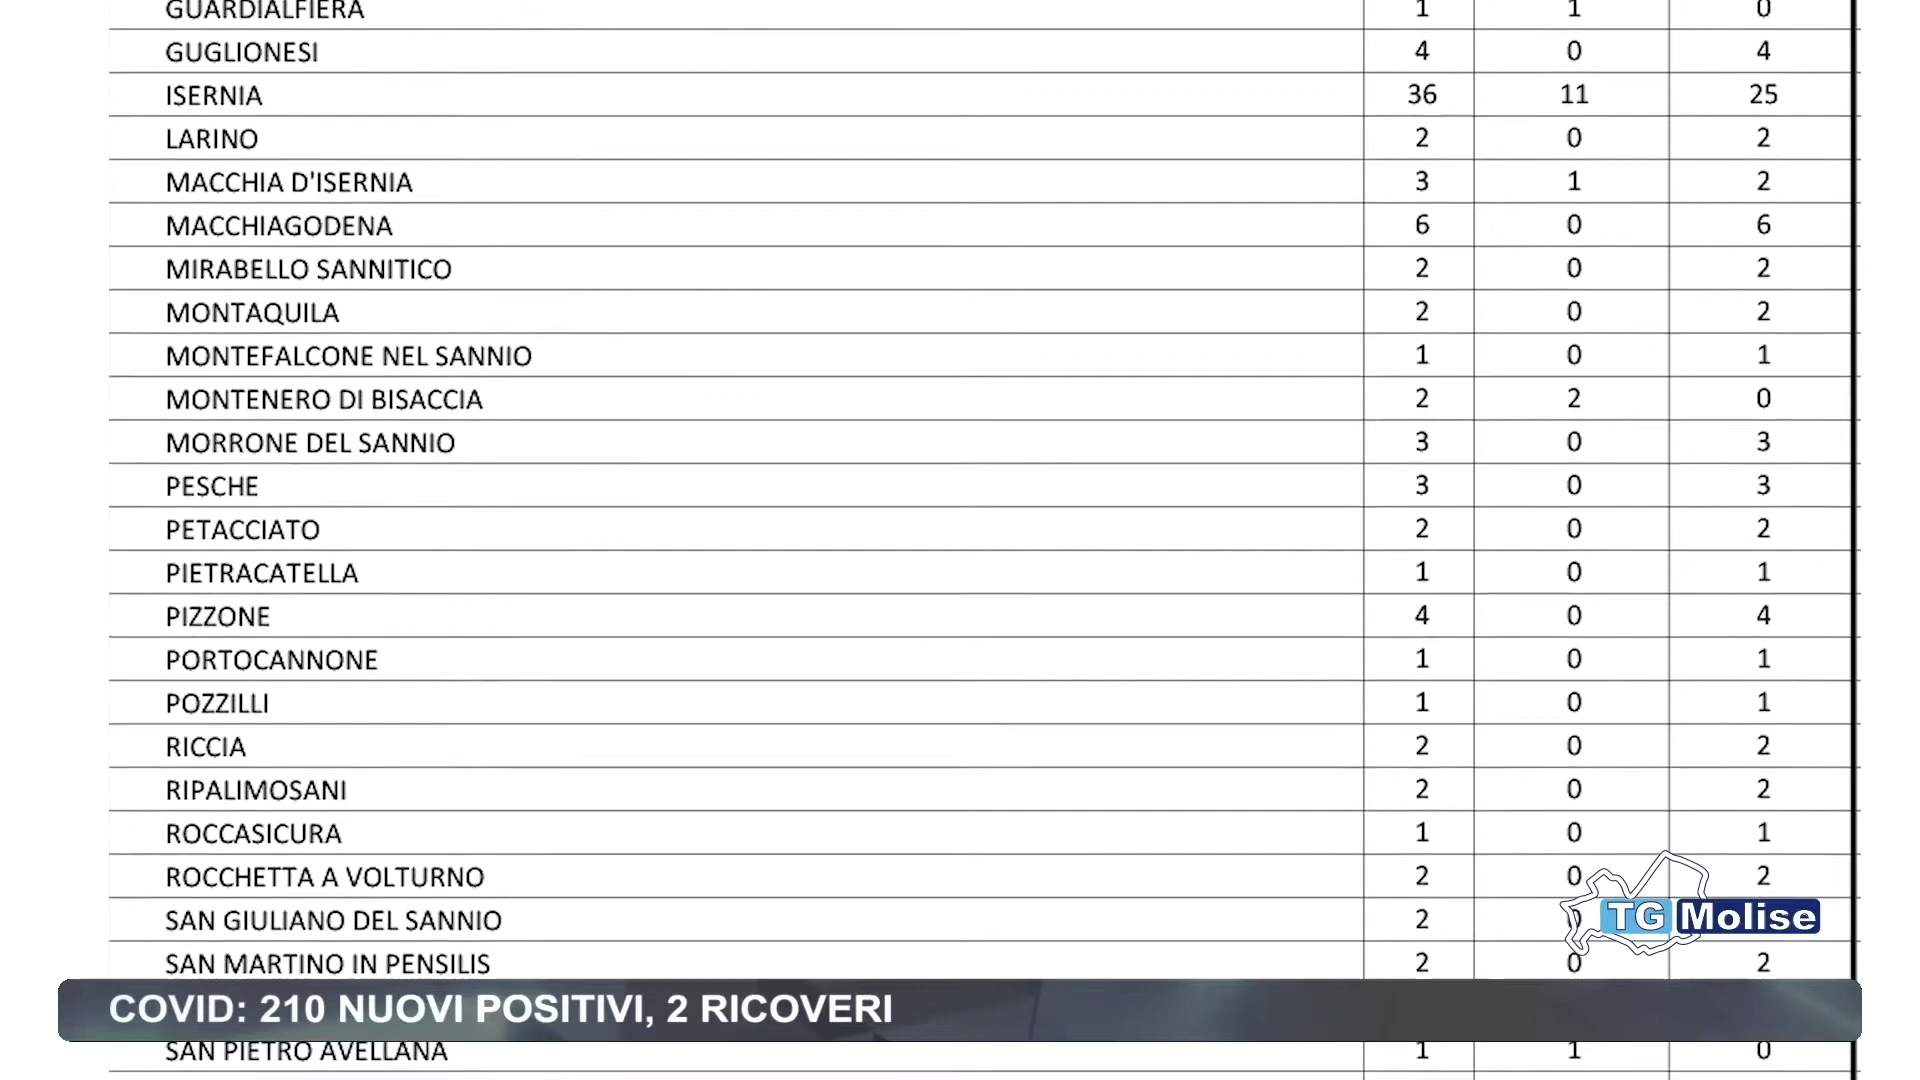 GUARDIALFIERA 1 1 0
GUGLIONESI 4 0 4
ISERNIA 36 11 25
LARINO 2 0 2
MACCHIA D'ISERNIA 3 1 2
MACCHIAGODENA 6 0 6
MIRABELLO SANNITICO 2 0 2
MONTAQUILA 2 0 2
MONTEFALCONE NEL SANNIO 1 0 1
MONTENERO DI BISACCIA 2 2 0
MORRONE DEL SANNIO 3 0 3
PESCHE 3 0 3
PETACCIATO 2 0 2
PIETRACATELLA 1 0 1
PIZZONE 4 0 4
PORTOCANNONE 1 0 1
POZZILLI 1 0 1
RICCIA 2 0 2
RIPALIMOSANI 2 0 2
ROCCASICURA 1 0 1
ROCCHETTA A VOLTURNO 2 0 2
SAN GIULIANO DEL SANNIO 2
TG Molise
SAN MARTINO IN PENSILIS 2 0 2
COVID: 210 NUOVI POSITIVI, 2 RICOVERI
SAN PIETRO AVELLANA 1 1 0